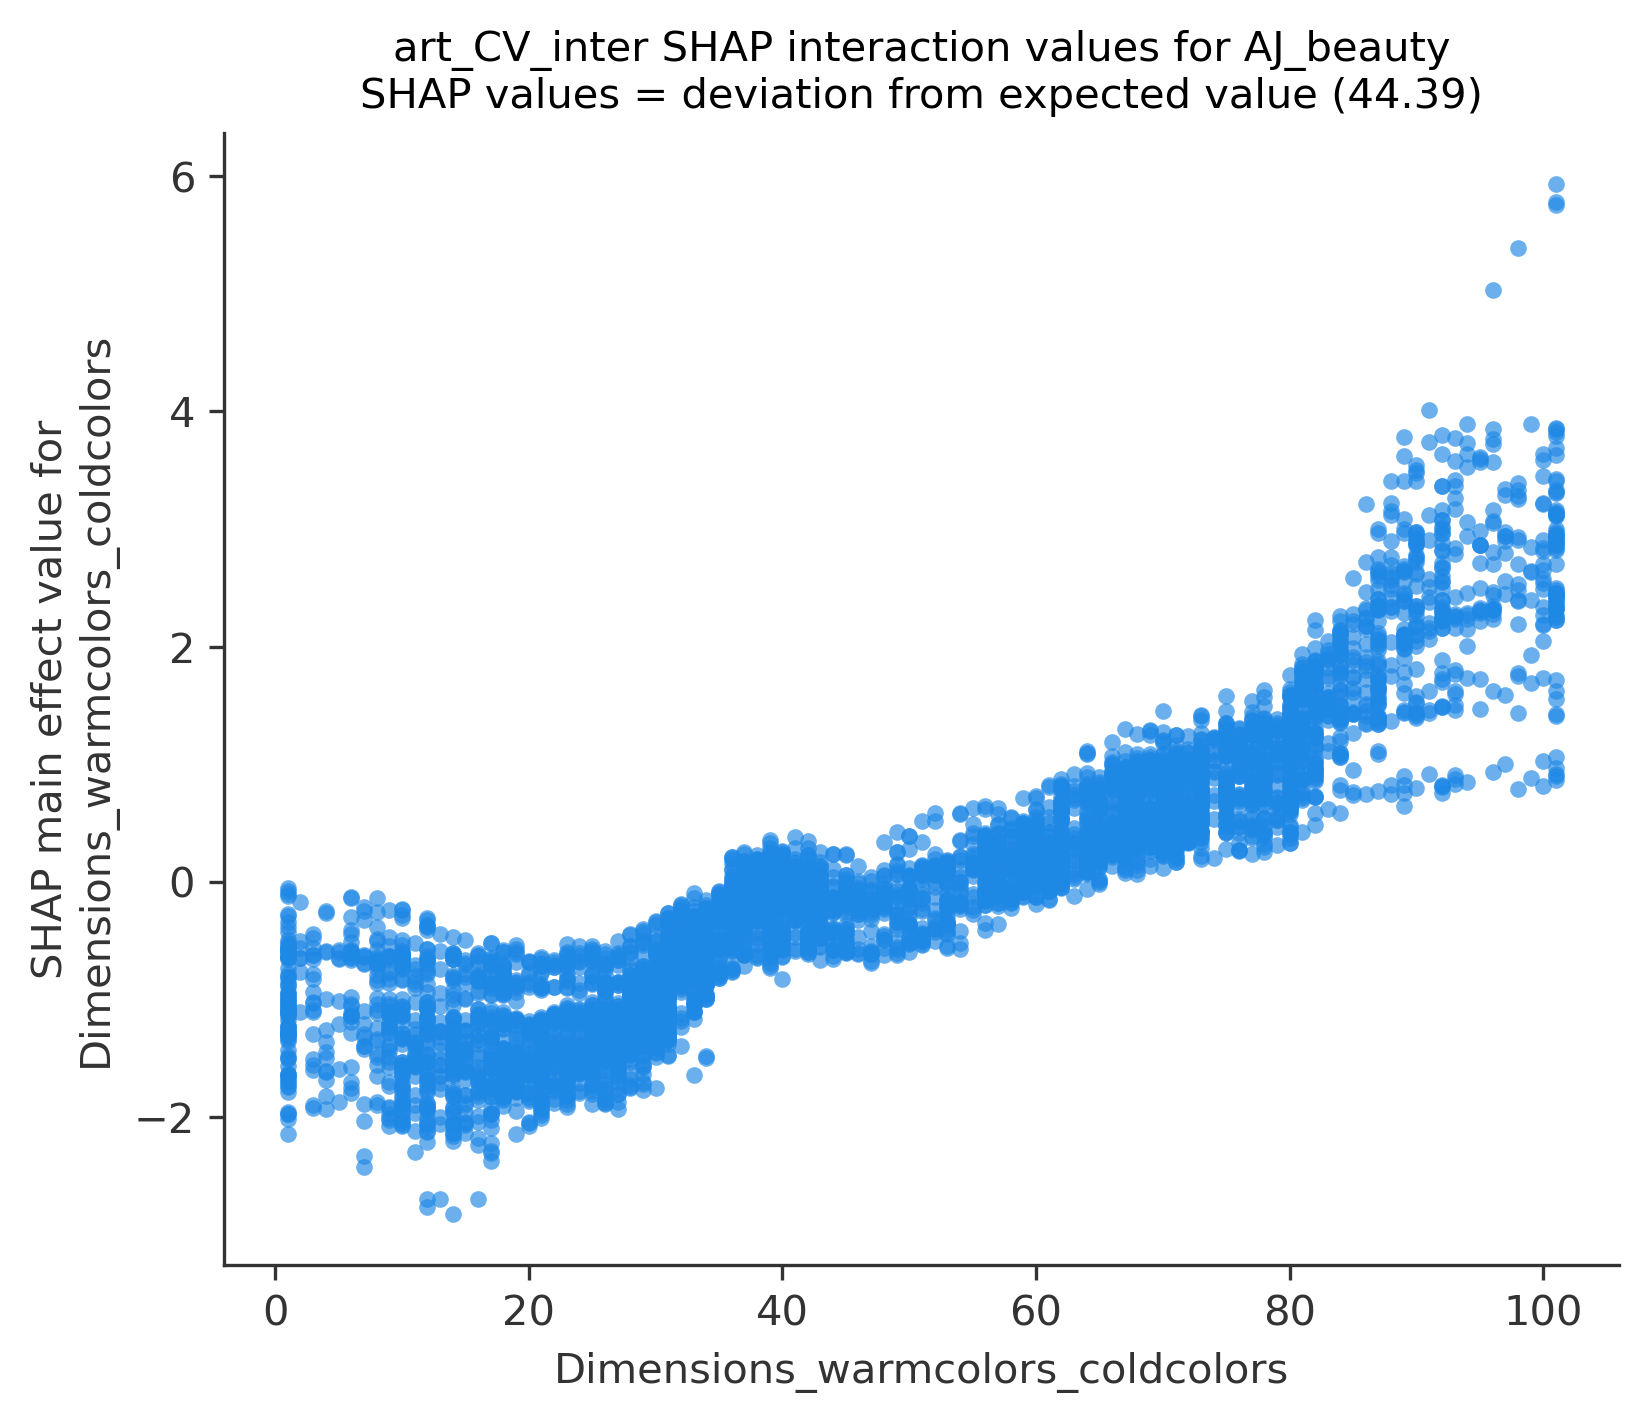 art_CV_inter SHAP interaction values for AJ_beauty
SHAP values = deviation from expected value (44.39)
SHAP main effect value for
Dimensions_warmcolors_coldcolors
6
4
2
0
−2
0
20
40
60
80
100
Dimensions_warmcolors_coldcolors